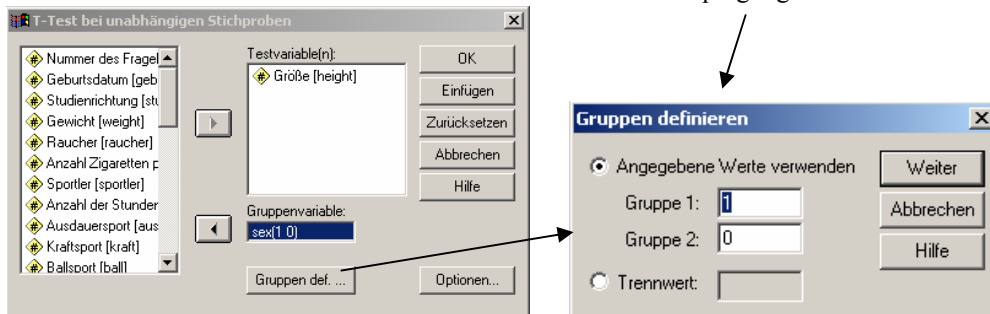 T-Test bei unabhängigen Stichproben
Nummer des Fragel
Geburtsdatum [geb
Studienrichtung [stu
Gewicht [weight]
Raucher [raucher]
Anzahl Zigaretten p
Sportler [sportler]
Anzahl der Stunder
Ausdauersport [aus
Kraftsport [kraft]
Ballsport [ball]
Testvariable(n):
Größe [height]
Gruppenvariable:
sex(1 0)
Gruppen def. ...
OK
Einfügen
Zurücksetzen
Abbrechen
Hilfe
Optionen...
Gruppen definieren
Angegebene Werte verwenden
Gruppe 1: 1
Gruppe 2: 0
Trennwert:
Weiter
Abbrechen
Hilfe